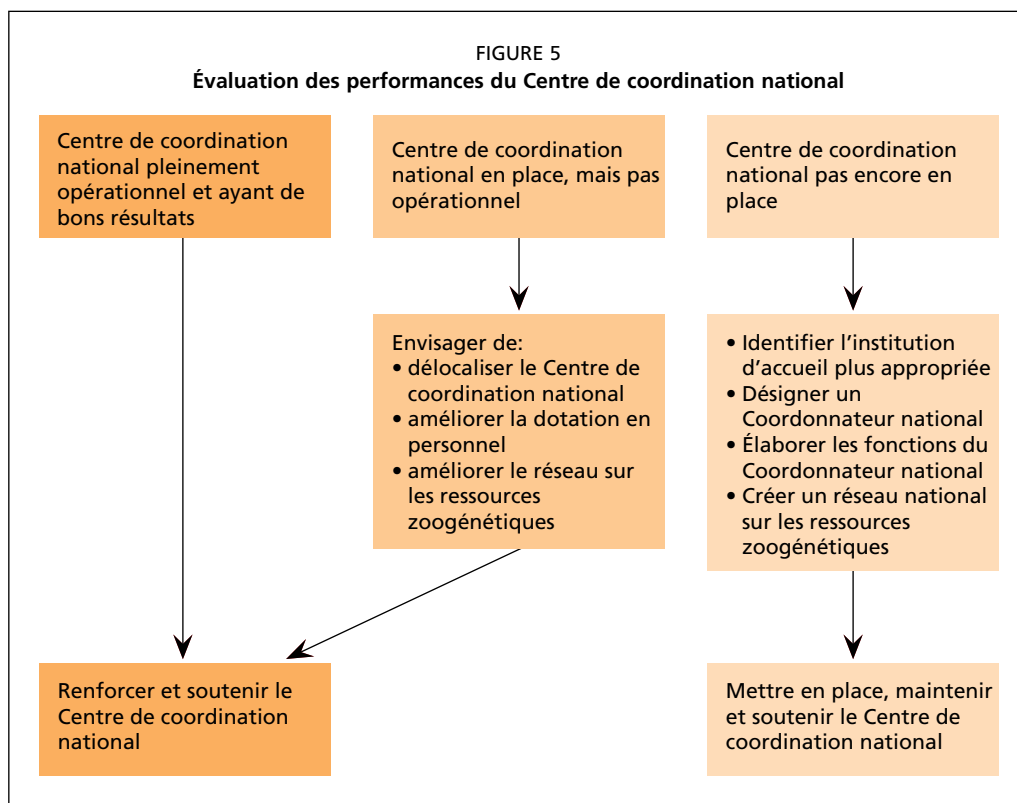 FIGURE 5
Évaluation des performances du Centre de coordination national
Centre de coordination
national pleinement
opérationnel et ayant de
bons résultats
Centre de coordination
national en place, mais pas
opérationnel
Centre de coordination
national pas encore en
place
Envisager de:
• délocaliser le Centre de
coordination national
• améliorer la dotation en
personnel
• améliorer le réseau sur
les ressources
zoogénétiques
• Identifier l’institution
d’accueil plus appropriée
• Désigner un
Coordonnateur national
• Élaborer les fonctions du
Coordonnateur national
• Créer un réseau national
sur les ressources
zoogénétiques
Renforcer et soutenir le
Centre de coordination
national
Mettre en place, maintenir
et soutenir le Centre de
coordination national